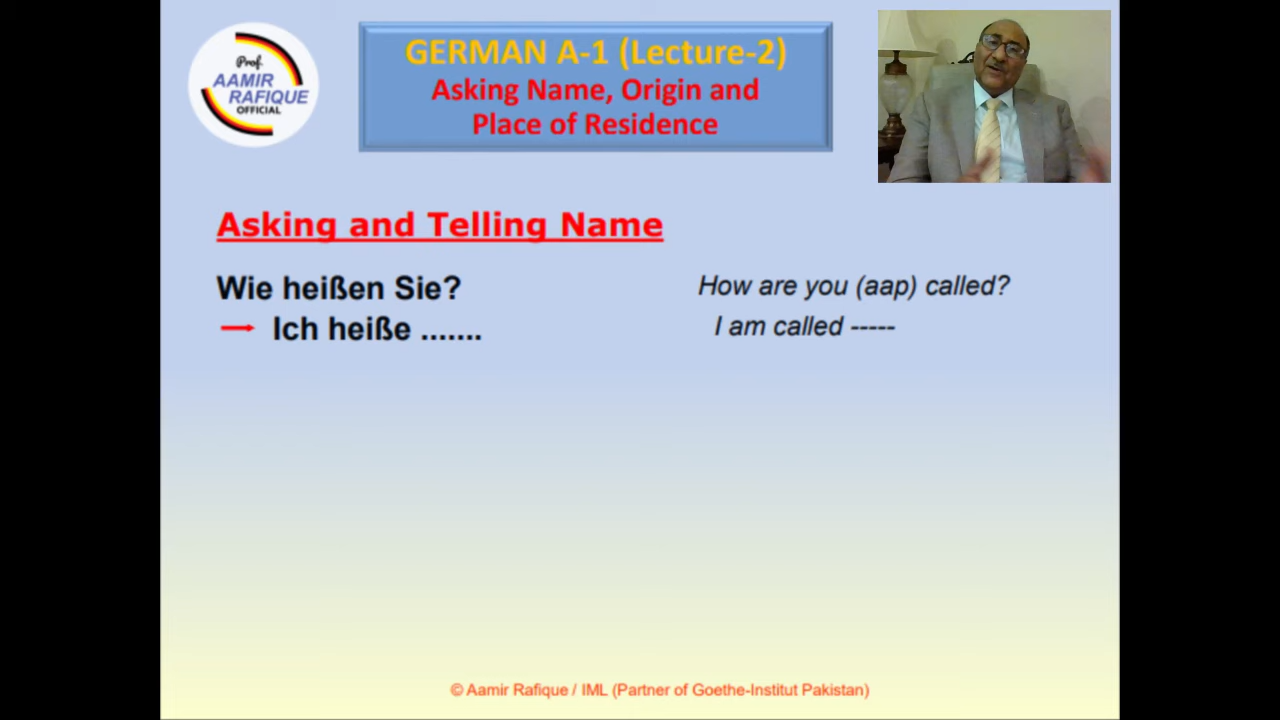 Prof.
AAMIR
RAFIQUE
OFFICIAL
GERMAN A-1 (Lecture-2)
Asking Name, Origin and
Place of Residence
Asking and Telling Name
Wie heißen Sie?
How are you (aap) called?
Ich heiße .......
I am called -----
© Aamir Rafique / IML (Partner of Goethe-Institut Pakistan)